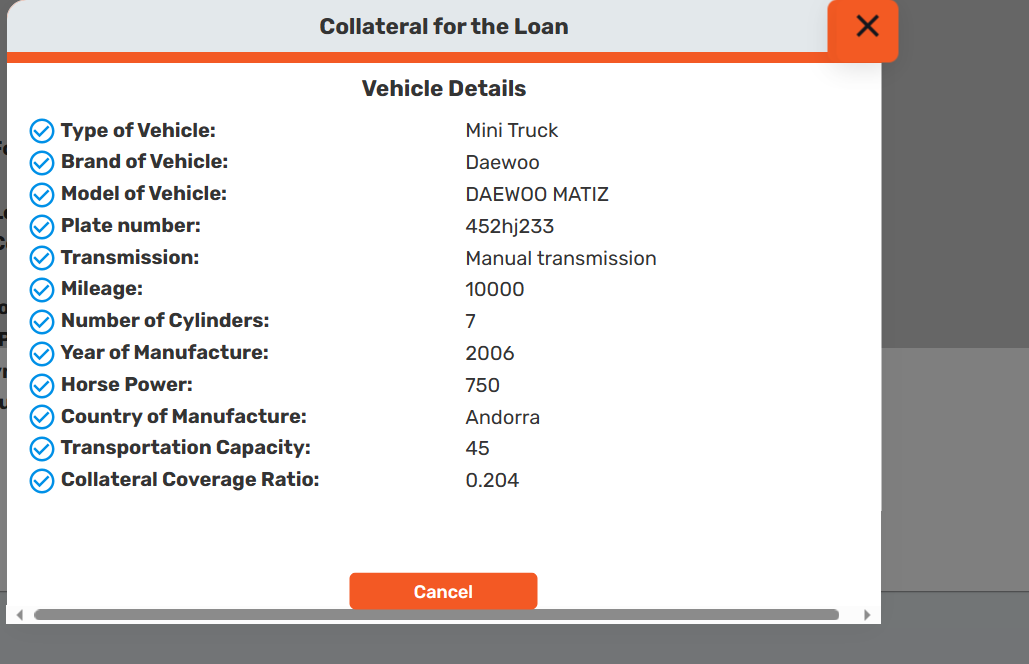 Collateral for the Loan
Vehicle Details
Type of Vehicle: Mini Truck
Brand of Vehicle: Daewoo
Model of Vehicle: DAEWOO MATIZ
Plate number: 452hj233
Transmission: Manual transmission
Mileage: 10000
Number of Cylinders: 7
Year of Manufacture: 2006
Horse Power: 750
Country of Manufacture: Andorra
Transportation Capacity: 45
Collateral Coverage Ratio: 0.204
Cancel